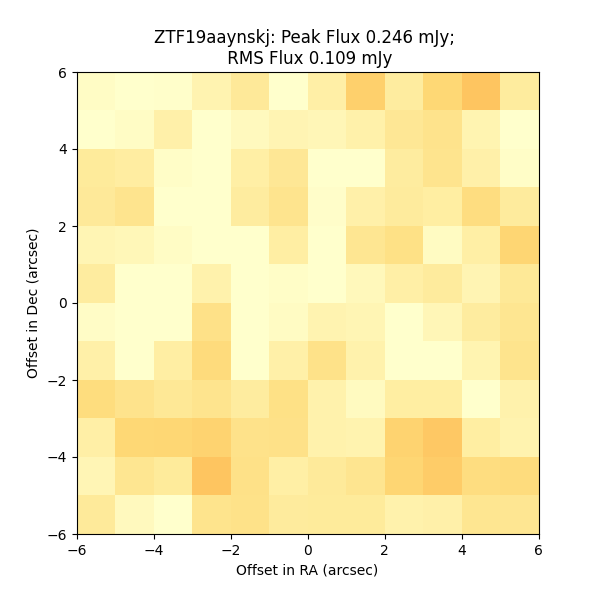 ZTF19aaynskj: Peak Flux 0.246 mJy;
RMS Flux 0.109 mJy
6
4
2
0
−2
−4
−6
Offset in Dec (arcsec)
−6 −4 −2 0 2 4 6
Offset in RA (arcsec)